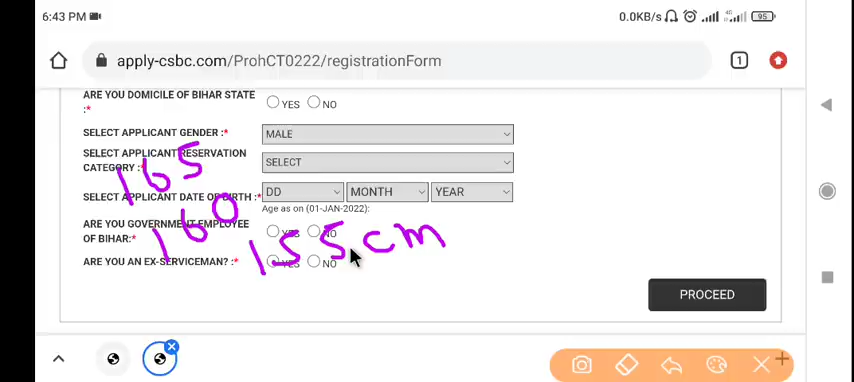 6:43 PM
0.0KB/s 4G 95
apply-csbc.com/ProhCT0222/registrationForm
1
ARE YOU DOMICILE OF BIHAR STATE :* YES NO
SELECT APPLICANT GENDER :* MALE
SELECT APPLICANT RESERVATION CATEGORY :* SELECT
165
SELECT APPLICANT DATE OF BIRTH :* DD MONTH YEAR
Age as on (01-JAN-2022):
160
ARE YOU GOVERNMENT EMPLOYEE OF BIHAR:* YES NO
155 cm
ARE YOU AN EX-SERVICEMAN? :* YES NO
PROCEED